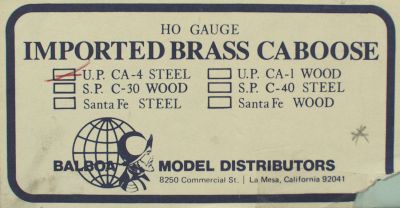 HO GAUGE
IMPORTED BRASS CABOOSE
U.P. CA-4 STEEL U.P. CA-1 WOOD
S.P. C-30 WOOD S.P. C-40 STEEL
Santa Fe STEEL Santa Fe WOOD
BALBOA MODEL DISTRIBUTORS
8250 Commercial St. | La Mesa, California 92041